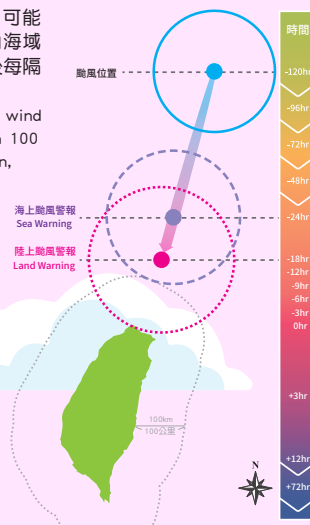 可能
海域
每隔
wind
100
n,
颱風位置
海上颱風警報
Sea Warning
陸上颱風警報
Land Warning
100km
100公里
N
時間
-120hr
-96hr
-72hr
-48hr
-24hr
-18hr
-12hr
-9hr
-6hr
-3hr
0hr
+3hr
+12hr
+72hr